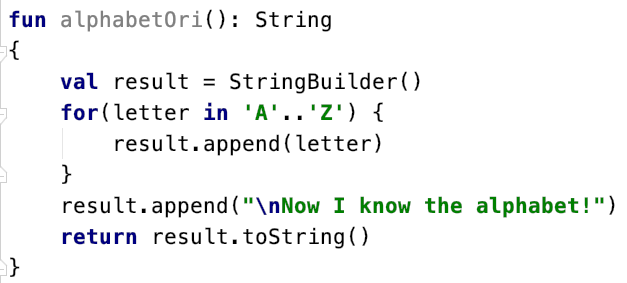 fun alphabetOri(): String
{
    val result = StringBuilder()
    for(letter in 'A'..'Z') {
        result.append(letter)
    }
    result.append("\nNow I know the alphabet!")
    return result.toString()
}